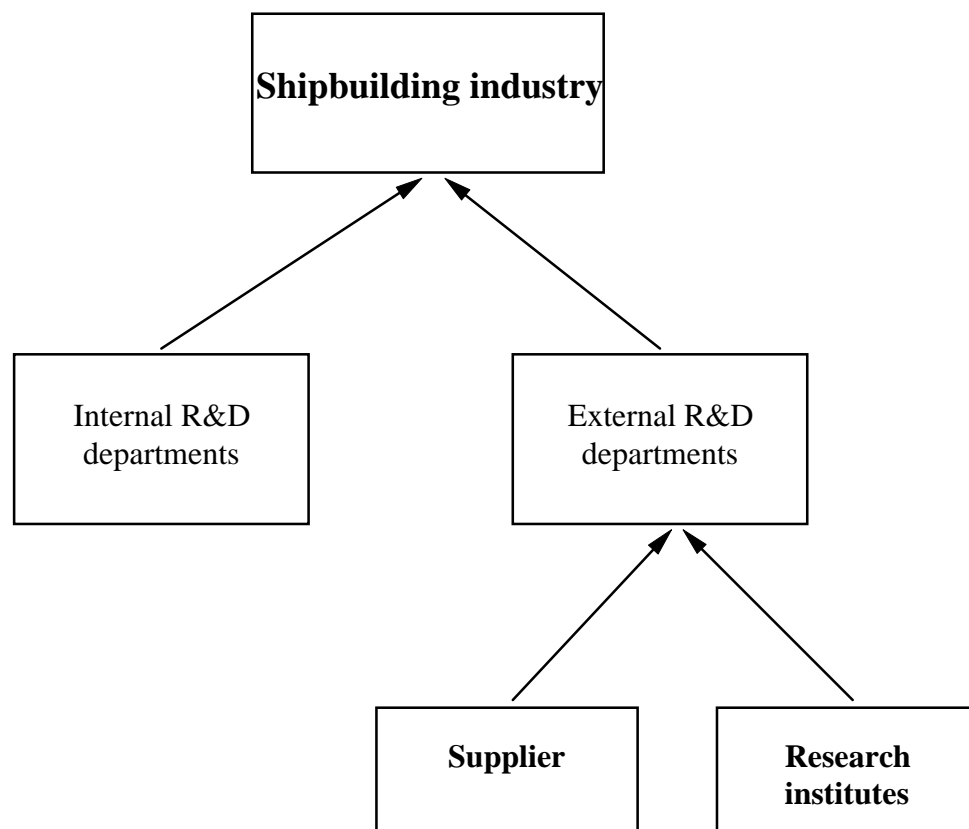 Shipbuilding industry
Internal R&D
departments
External R&D
departments
Supplier
Research
institutes